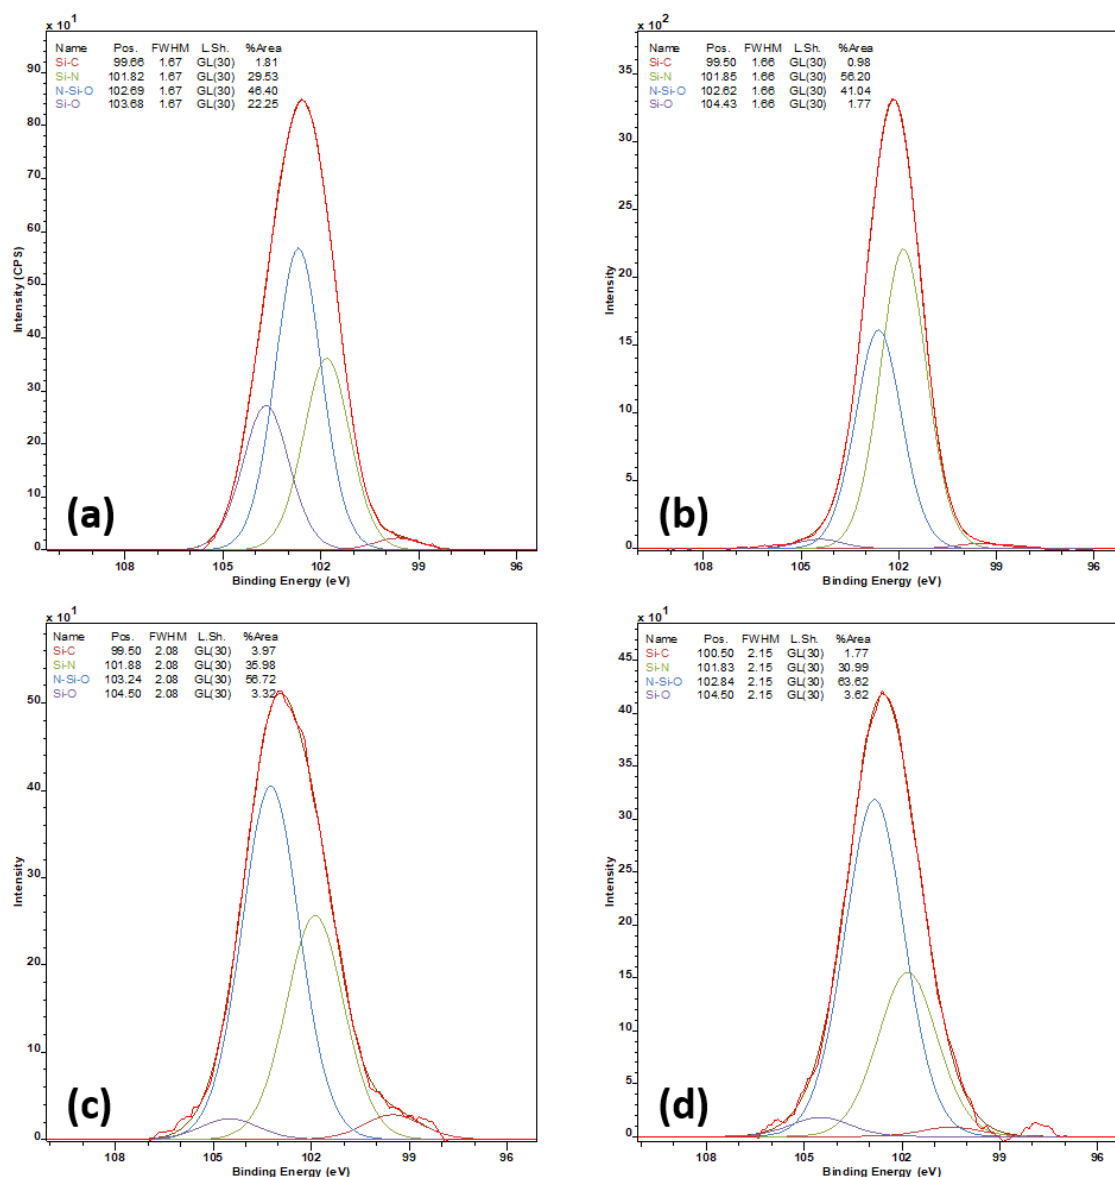 x 10¹
Name Pos. FWHM L.Sh. %Area
Si-C 99.66 1.67 GL(30) 1.81
Si-N 101.82 1.67 GL(30) 29.53
N-Si-O 102.69 1.67 GL(30) 46.40
Si-O 103.68 1.67 GL(30) 22.25
90
80
70
60
50
40
30
20
10
0
Intensity (CPS)
(a)
108 105 102 99 96
Binding Energy (eV)
x 10²
Name Pos. FWHM L.Sh. %Area
Si-C 99.50 1.66 GL(30) 0.98
Si-N 101.85 1.66 GL(30) 56.20
N-Si-O 102.62 1.66 GL(30) 41.04
Si-O 104.43 1.66 GL(30) 1.77
35
30
25
20
15
10
5
0
Intensity
(b)
108 105 102 99 96
Binding Energy (eV)
x 10¹
Name Pos. FWHM L.Sh. %Area
Si-C 99.50 2.08 GL(30) 3.97
Si-N 101.88 2.08 GL(30) 35.98
N-Si-O 103.24 2.08 GL(30) 56.72
Si-O 104.50 2.08 GL(30) 3.32
50
40
30
20
10
0
Intensity
(c)
108 105 102 99 96
Binding Energy (eV)
x 10¹
Name Pos. FWHM L.Sh. %Area
Si-C 100.50 2.15 GL(30) 1.77
Si-N 101.83 2.15 GL(30) 30.99
N-Si-O 102.84 2.15 GL(30) 63.62
Si-O 104.50 2.15 GL(30) 3.62
45
40
35
30
25
20
15
10
5
0
Intensity
(d)
108 105 102 99 96
Binding Energy (eV)